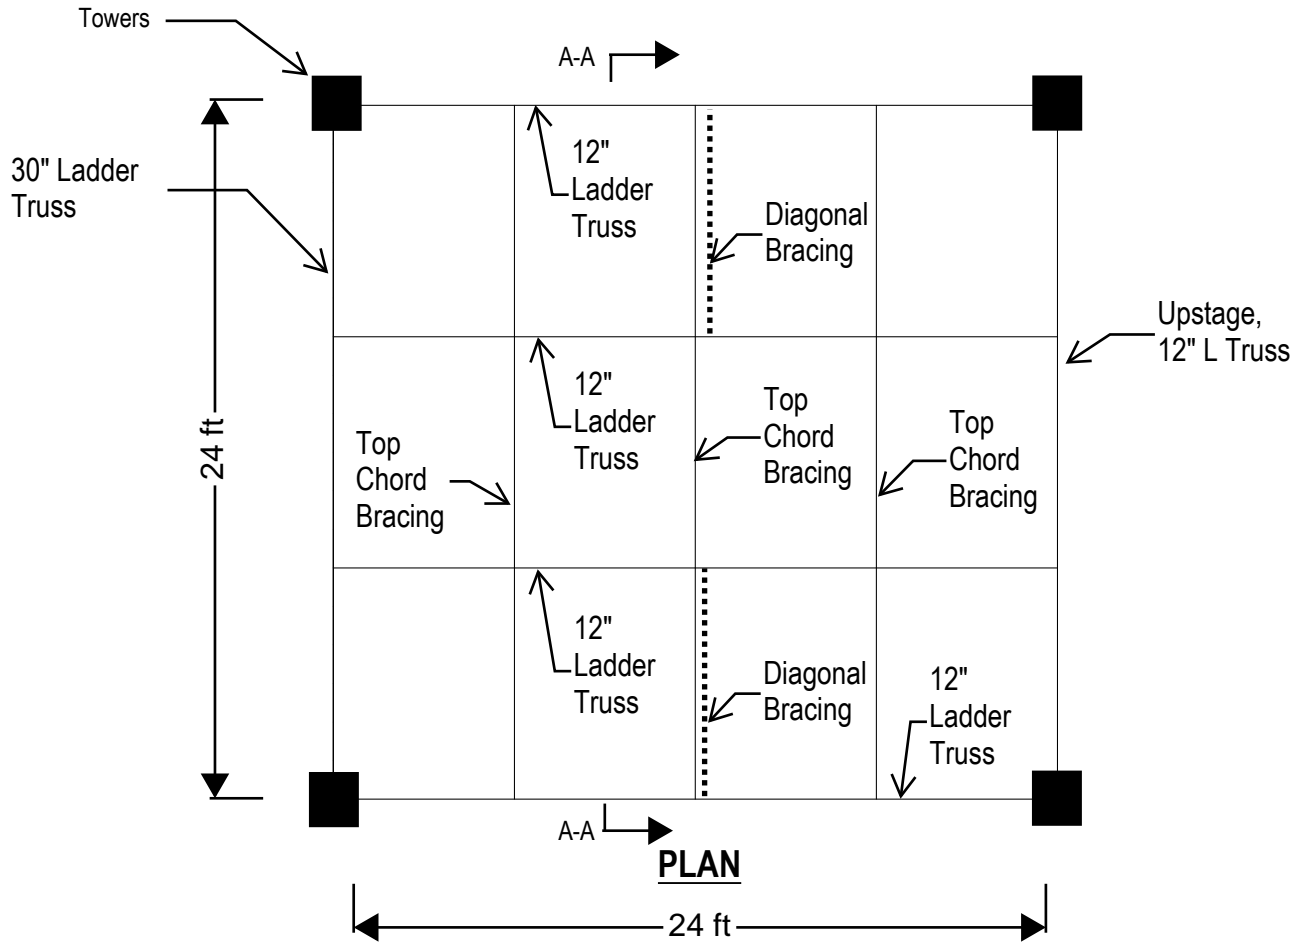 Towers
A-A
30" Ladder
Truss
12"
Ladder
Truss
Diagonal
Bracing
Upstage,
12" L Truss
24 ft
12"
Ladder
Truss
Top
Chord
Bracing
Top
Chord
Bracing
Top
Chord
Bracing
12"
Ladder
Truss
Diagonal
Bracing
12"
Ladder
Truss
A-A
PLAN
24 ft